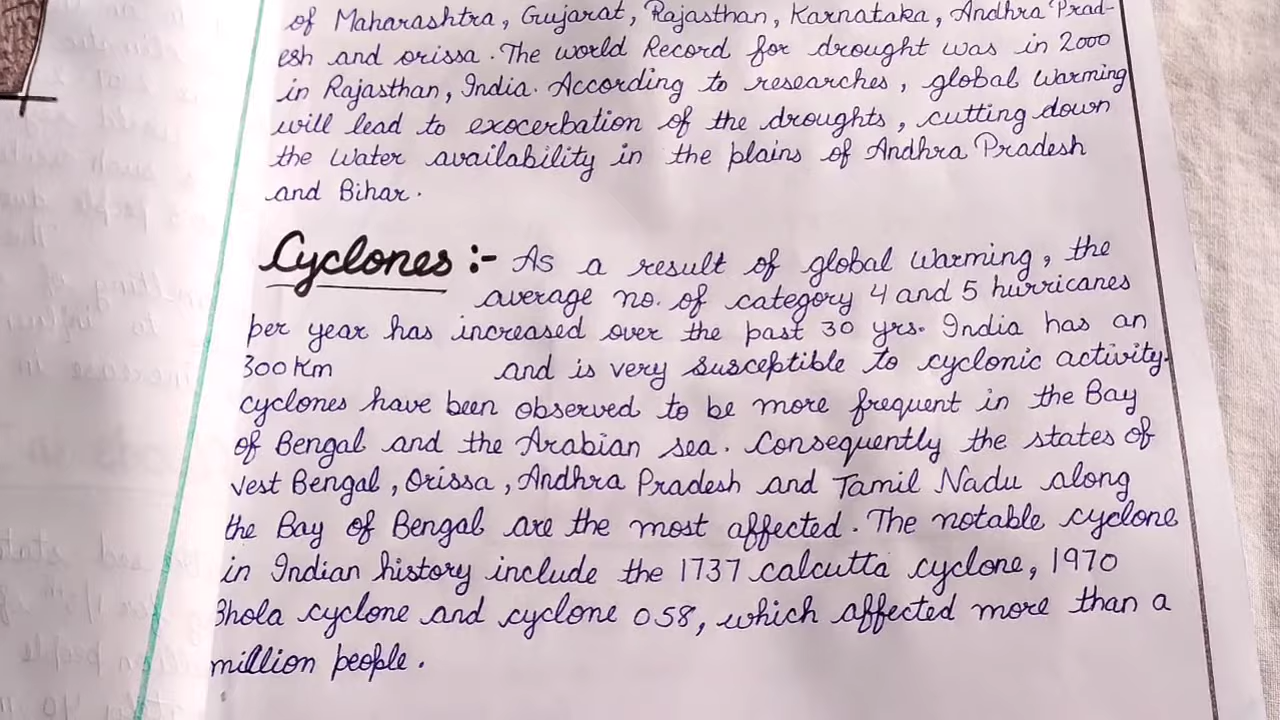 of Maharashtra, Gujarat, Rajasthan, Karnataka, Andhra Prad-
esh and orissa. The world Record for drought was in 2000
in Rajasthan, India. According to researches, global warming
will lead to exocerbation of the droughts, cutting down
the water availability in the plains of Andhra Pradesh
and Bihar.
Cyclones :- As a result of global warming, the
average no. of category 4 and 5 hurricanes
per year has increased over the past 30 yrs. India has an
300 Km and is very susceptible to cyclonic activity.
cyclones have been observed to be more frequent in the Bay
of Bengal and the Arabian sea. Consequently the states of
Vest Bengal, Orissa, Andhra Pradesh and Tamil Nadu along
the Bay of Bengal are the most affected. The notable cyclone
in Indian history include the 1737 calcutta cyclone, 1970
Bhola cyclone and cyclone 058, which affected more than a
million people.